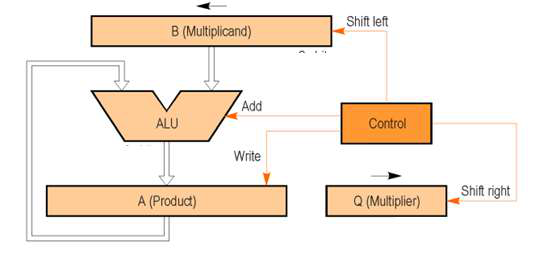 Shift left
B (Multiplicand)
Add
ALU
Control
Write
A (Product)
Q (Multiplier)
Shift right